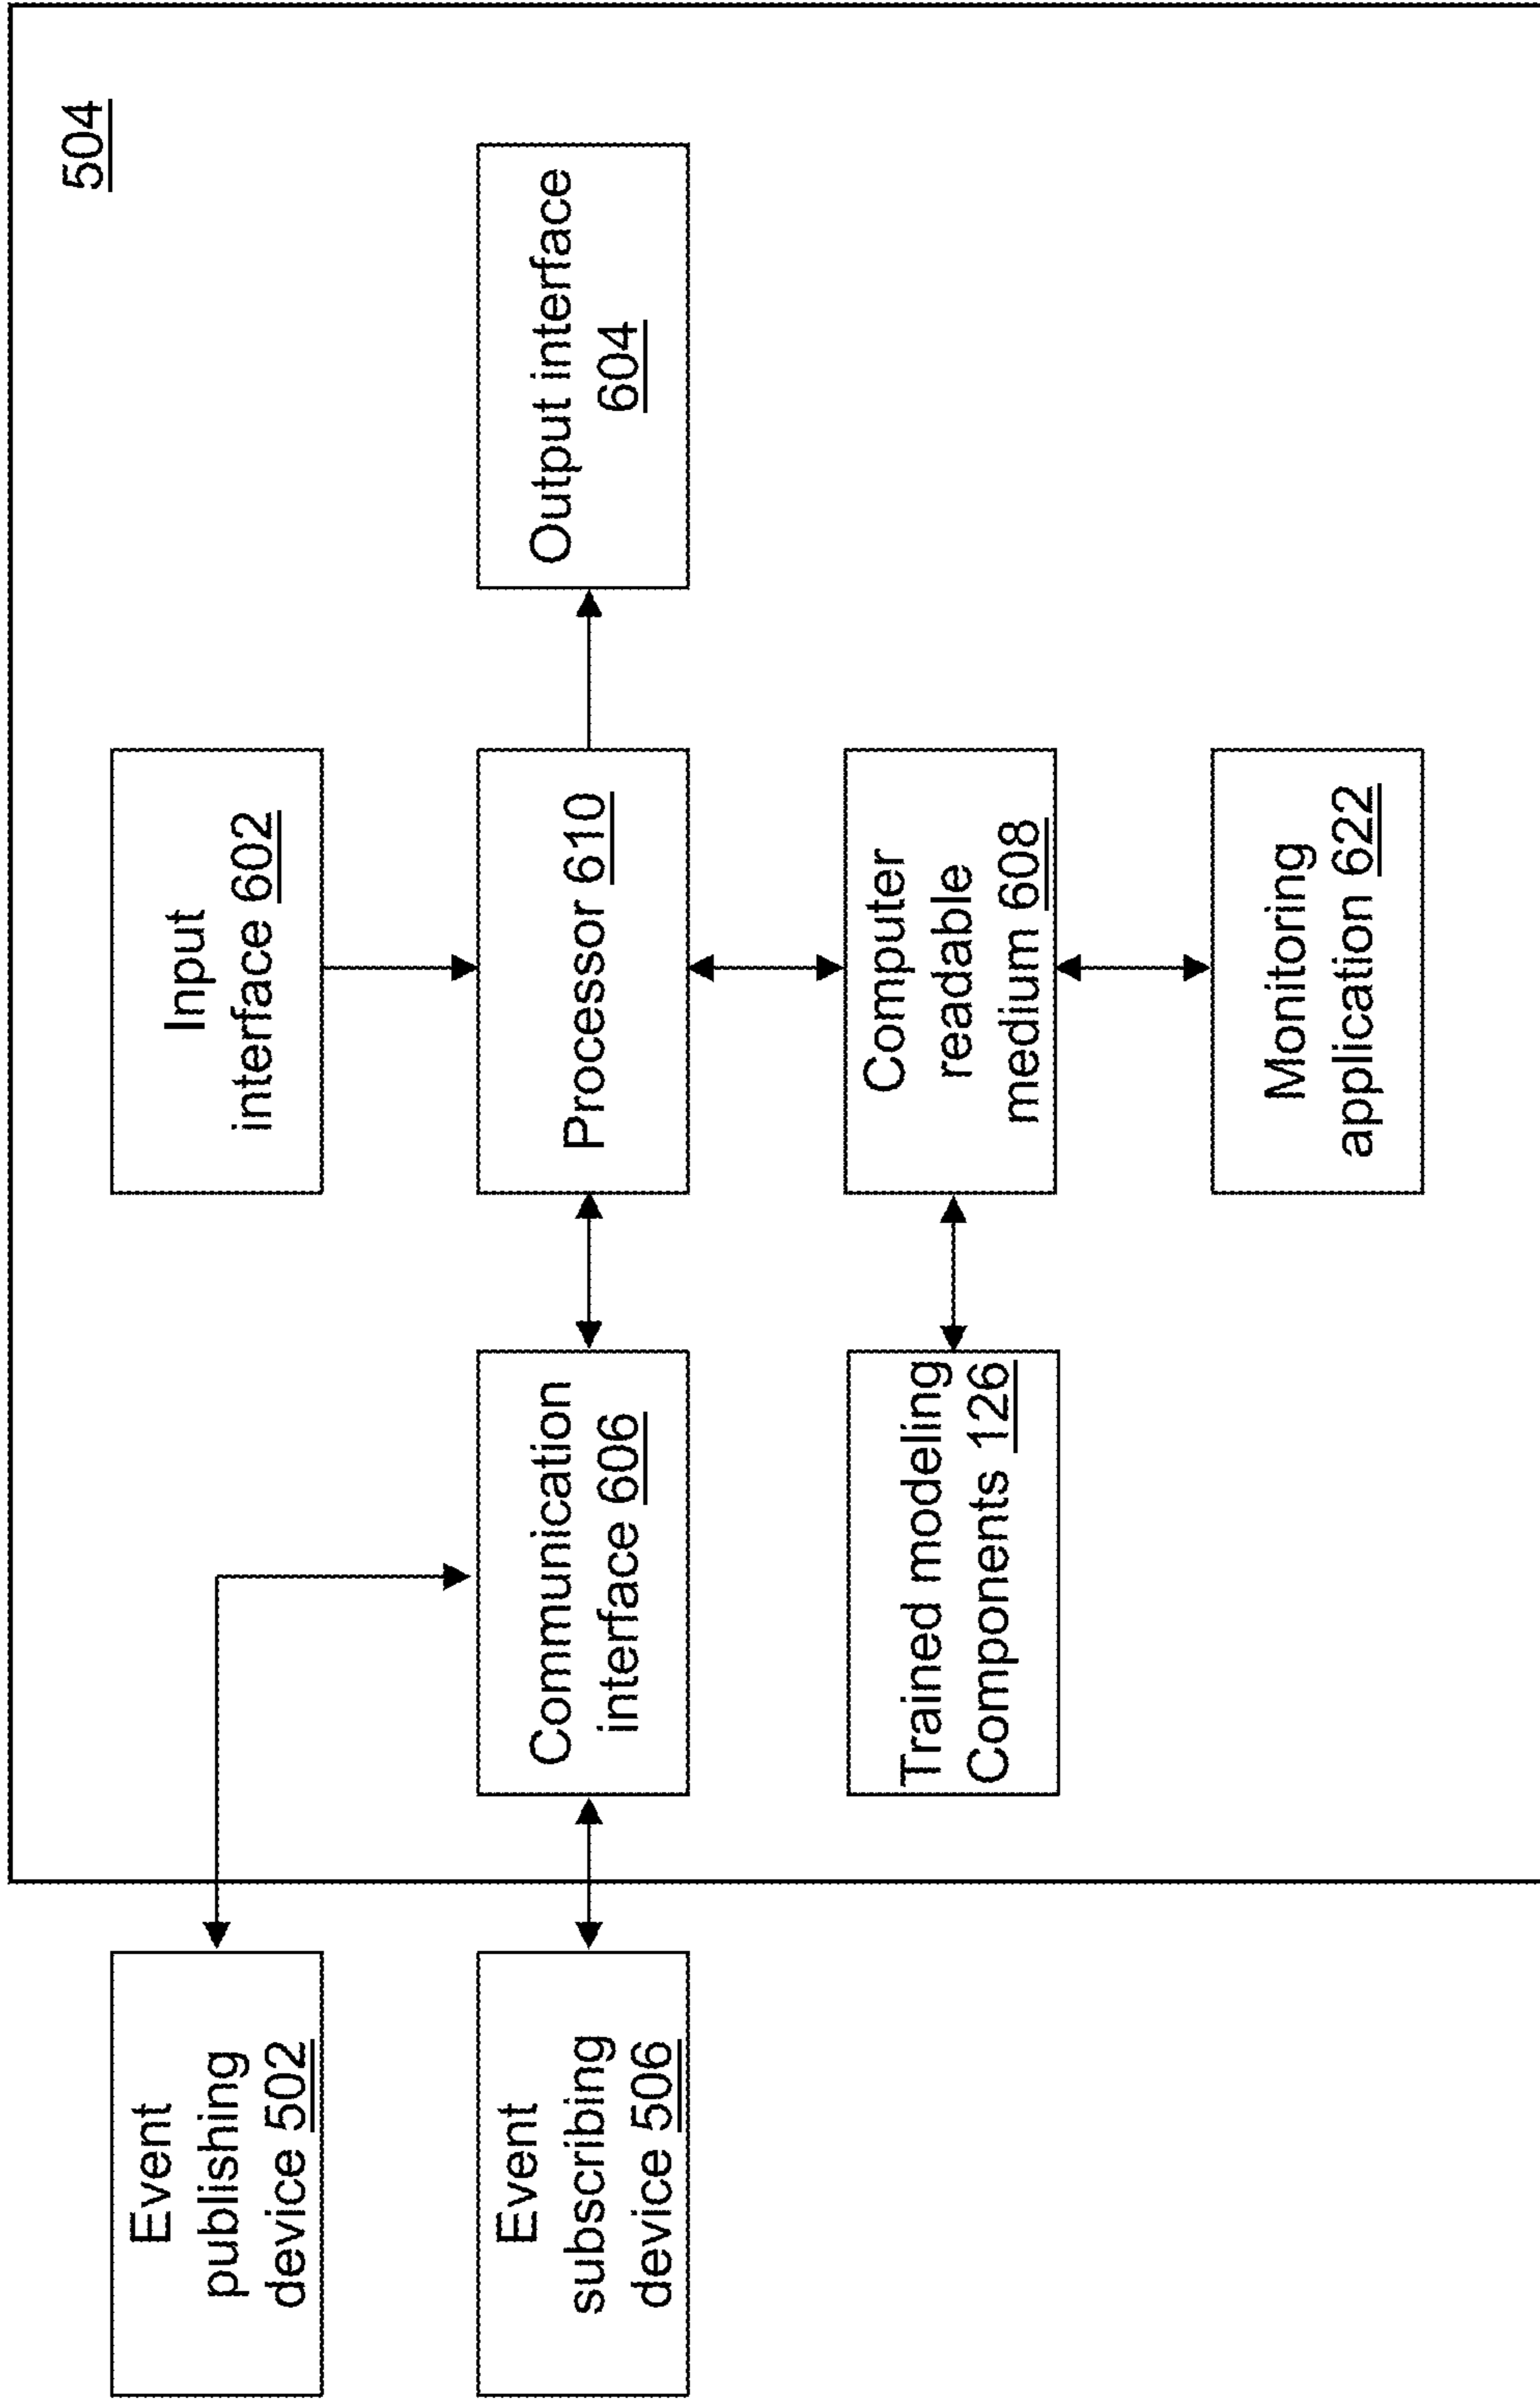 504
Event
publishing
device 502
Input
interface 602
Event
subscribing
device 506
Communication
interface 606
Processor 610
Output interface
604
Trained modeling
Components 126
Computer
readable
medium 608
Monitoring
application 622